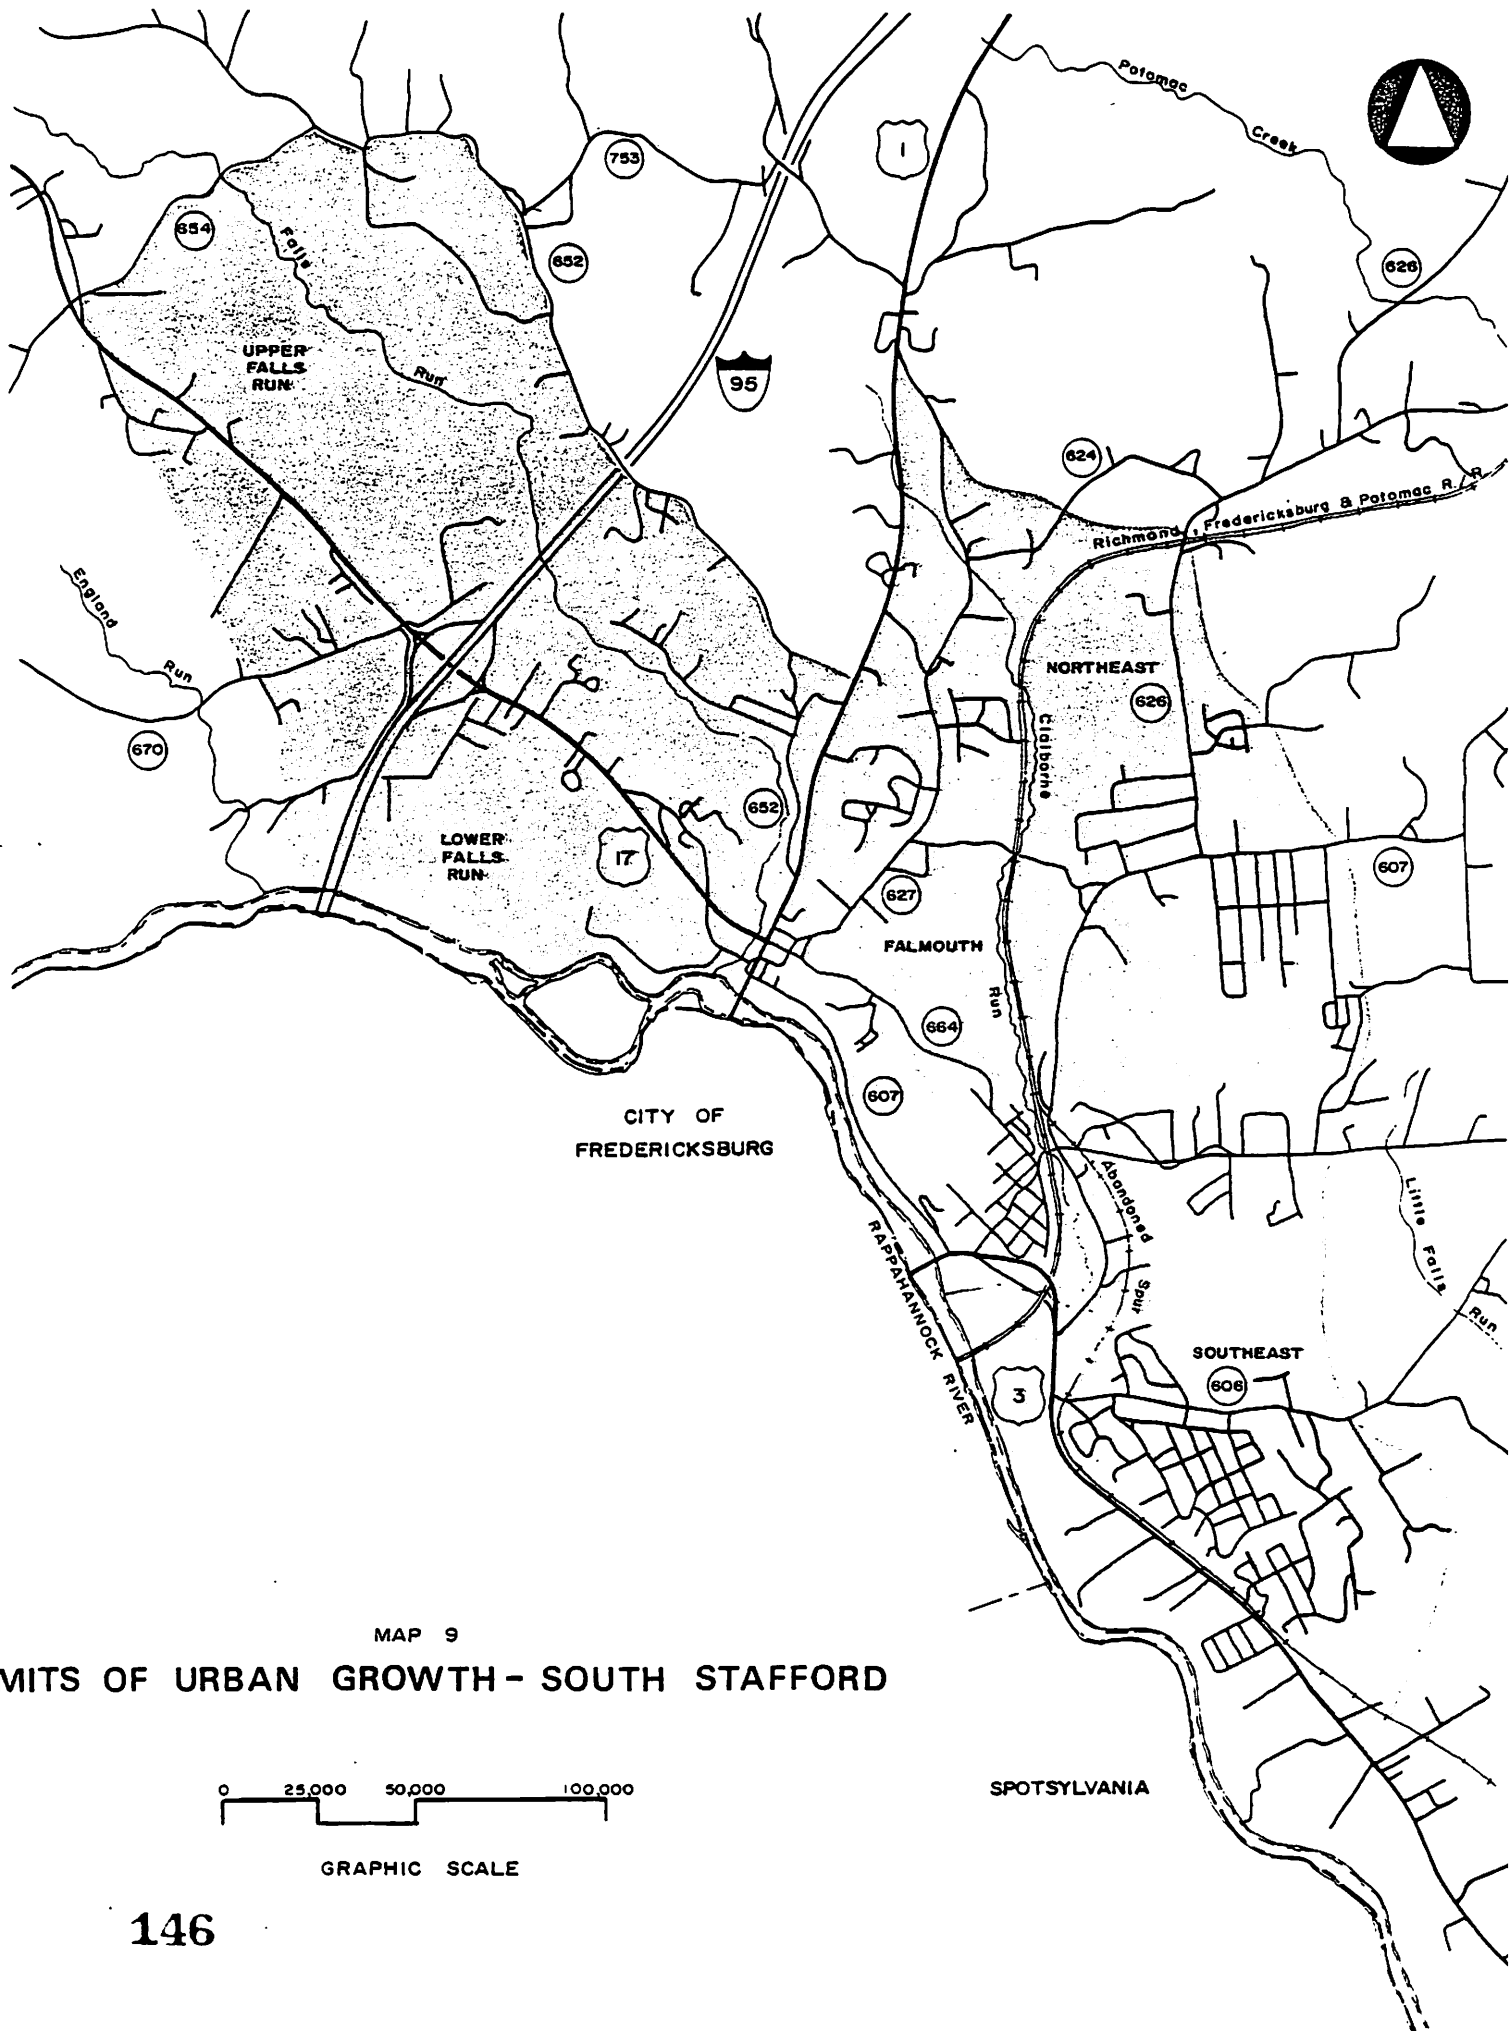 Potomac
Creek
1
753
654
Falls
652
626
UPPER
FALLS
RUN
Run
95
624
Richmond, Fredericksburg & Potomac R. R.
England
Run
NORTHEAST
626
Claiborne
670
652
LOWER
FALLS
RUN
17
607
627
FALMOUTH
Run
664
607
CITY OF
FREDERICKSBURG
Abandoned
Spur
Little
Falls
Run
RAPPAHANNOCK RIVER
SOUTHEAST
606
3
MAP 9
MITS OF URBAN GROWTH - SOUTH STAFFORD
0 25,000 50,000 100,000
GRAPHIC SCALE
SPOTSYLVANIA
146